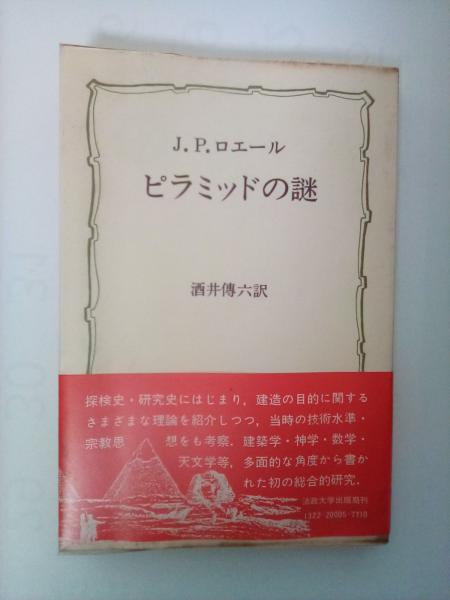 J.P.ロエール
ピラミッドの謎
酒井傳六訳
探検史・研究史にはじまり，建造の目的に関する
さまざまな理論を紹介しつつ，当時の技術水準・
宗教思想をも考察．建築学・神学・数学・
天文学等，多面的な角度から書か
れた初の総合的研究．
法政大学出版局刊
1322-20005-7710